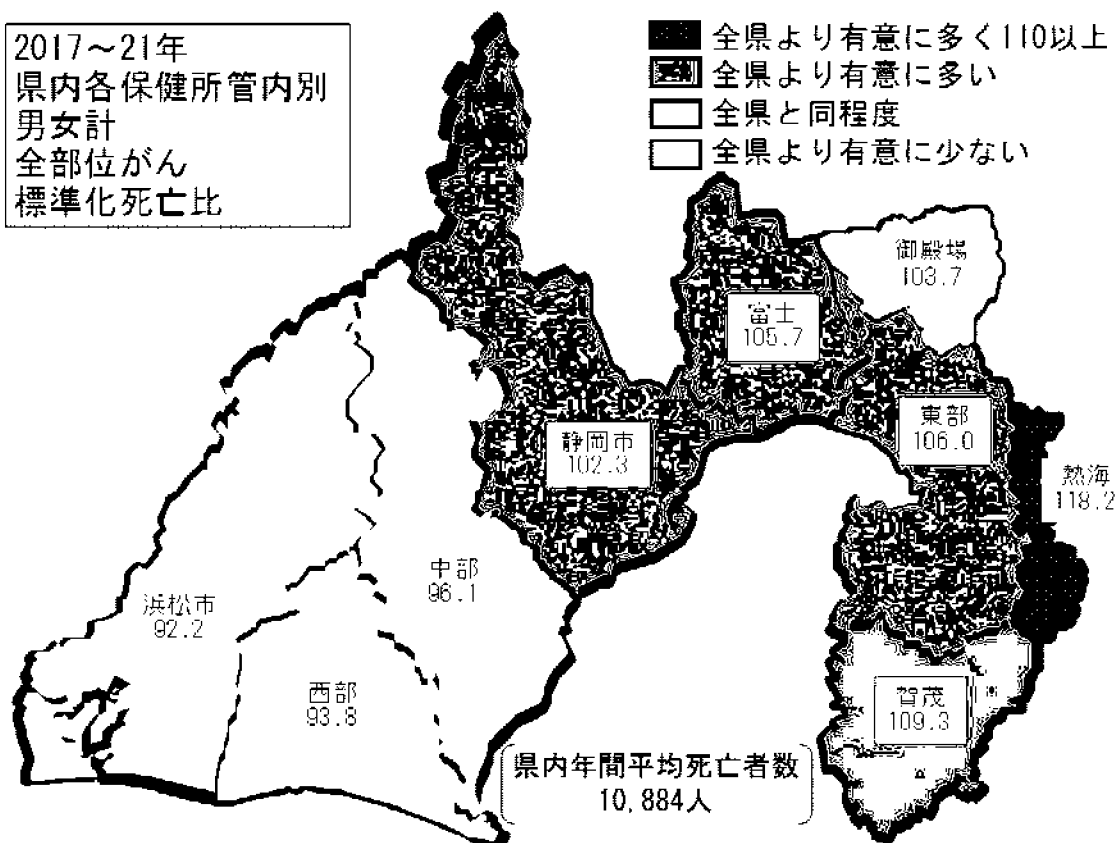 2017～21年
県内各保健所管内別
男女計
全部位がん
標準化死亡比
全県より有意に多く110以上
全県より有意に多い
全県と同程度
全県より有意に少ない
御殿場
103.7
富士
105.7
東部
106.0
静岡市
102.3
熱海
118.2
中部
96.1
浜松市
92.2
西部
93.8
賀茂
109.3
県内年間平均死亡者数
10,884人